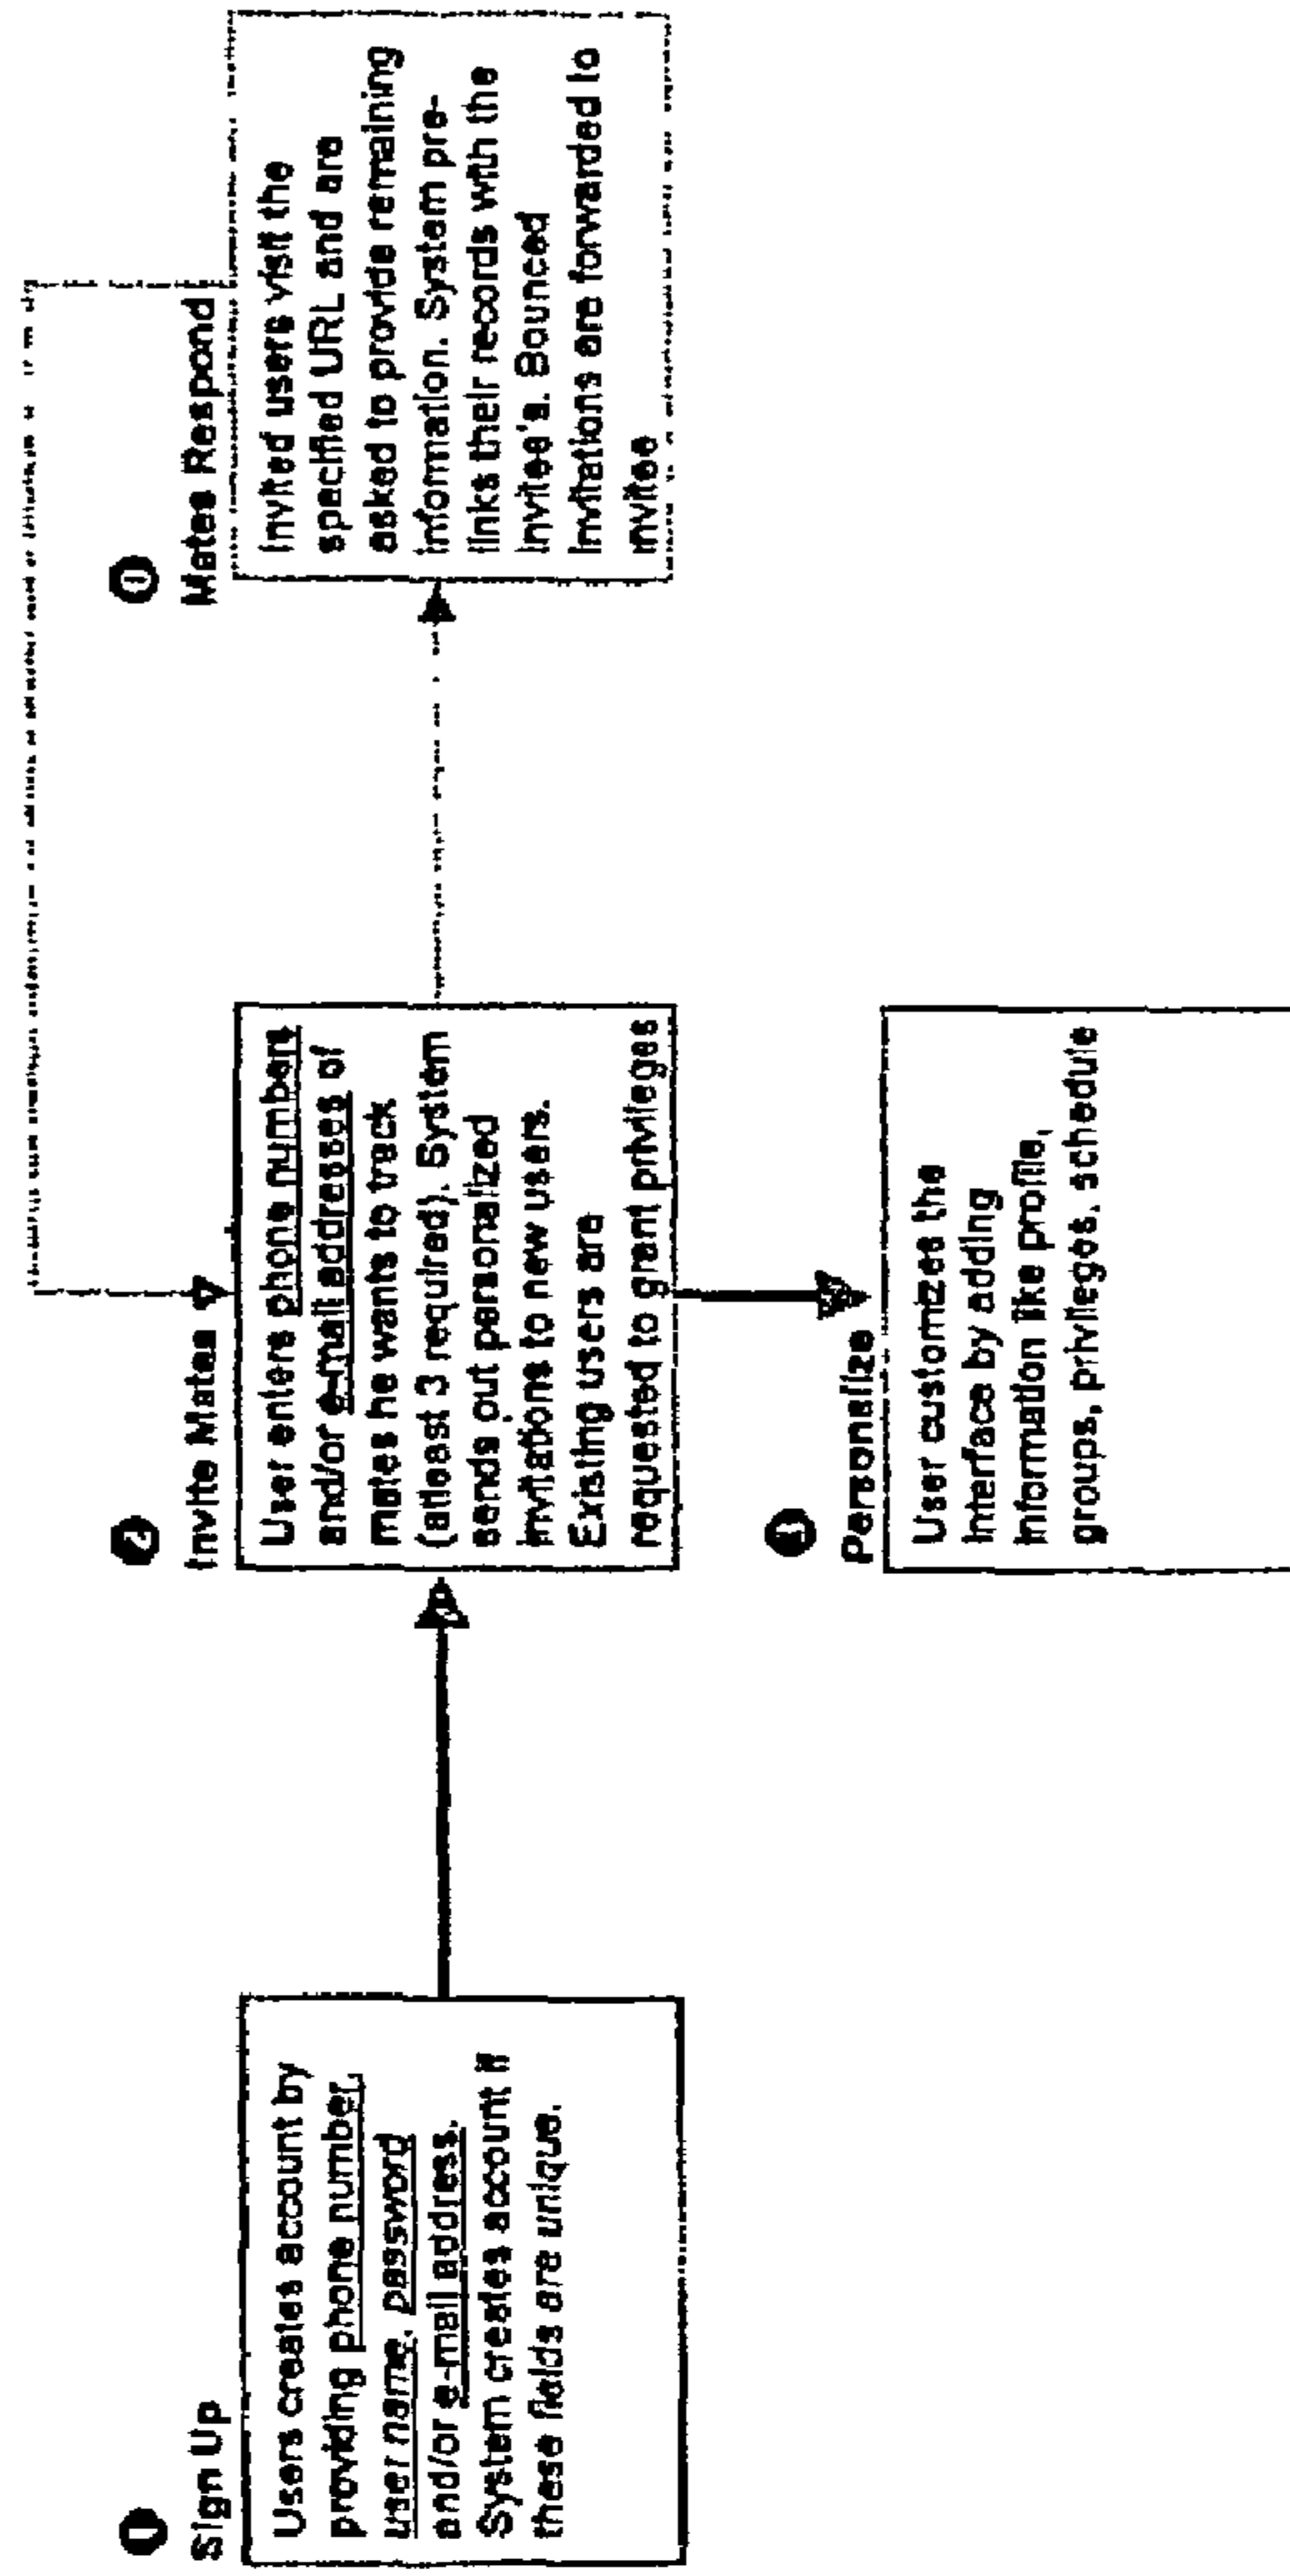 Sign Up
Users creates account by
providing phone number,
user name, password
and/or e-mail address.
System creates account if
these fields are unique.
2
Invite Mates
User enters phone numbers
and/or e-mail addresses of
mates he wants to track
(atleast 3 required). System
sends out personalized
invitations to new users.
Existing users are
requested to grant privileges
Mates Respond
Invited users visit the
specified URL and are
asked to provide remaining
information. System pre-
links their records with the
invitee's. Bounced
invitations are forwarded to
invitee
Personalize
User customizes the
interface by adding
information like profile,
groups, privileges, schedule